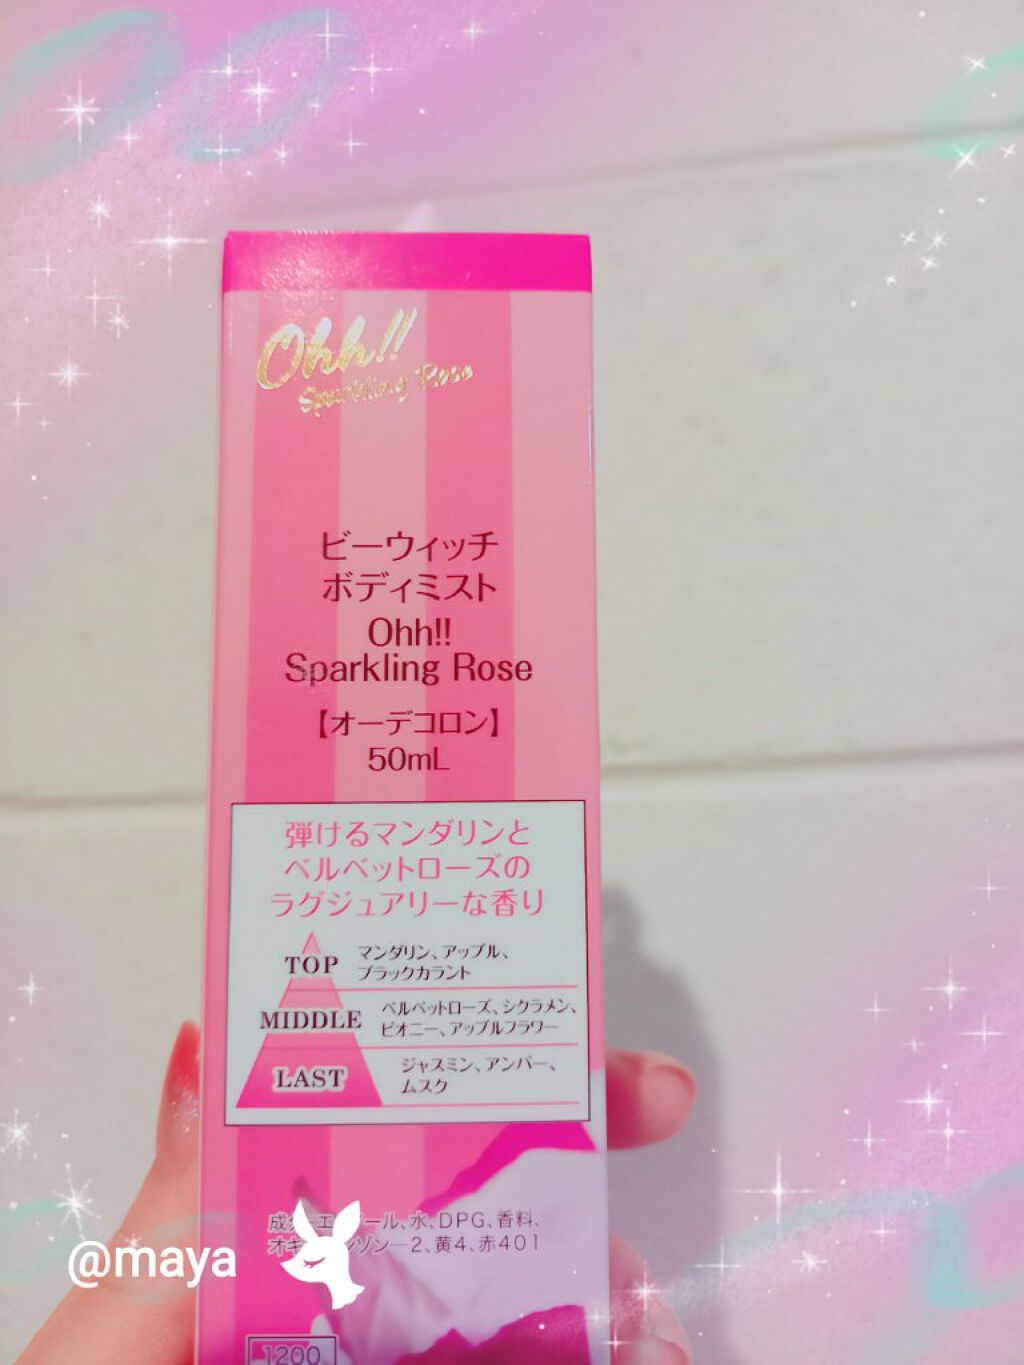 Ohh!!
Sparkling Rose
ビーウィッチ
ボディミスト
Ohh!!
Sparkling Rose
【オーデコロン】
50mL
弾けるマンダリンと
ベルベットローズの
ラグジュアリーな香り
TOP マンダリン、アップル、
ブラックカラント
MIDDLE ベルベットローズ、シクラメン、
ピオニー、アップルフラワー
LAST ジャスミン、アンバー、
ムスク
ール、水、DPG、香料、
ゾン-2、黄4、赤401
@maya
1200